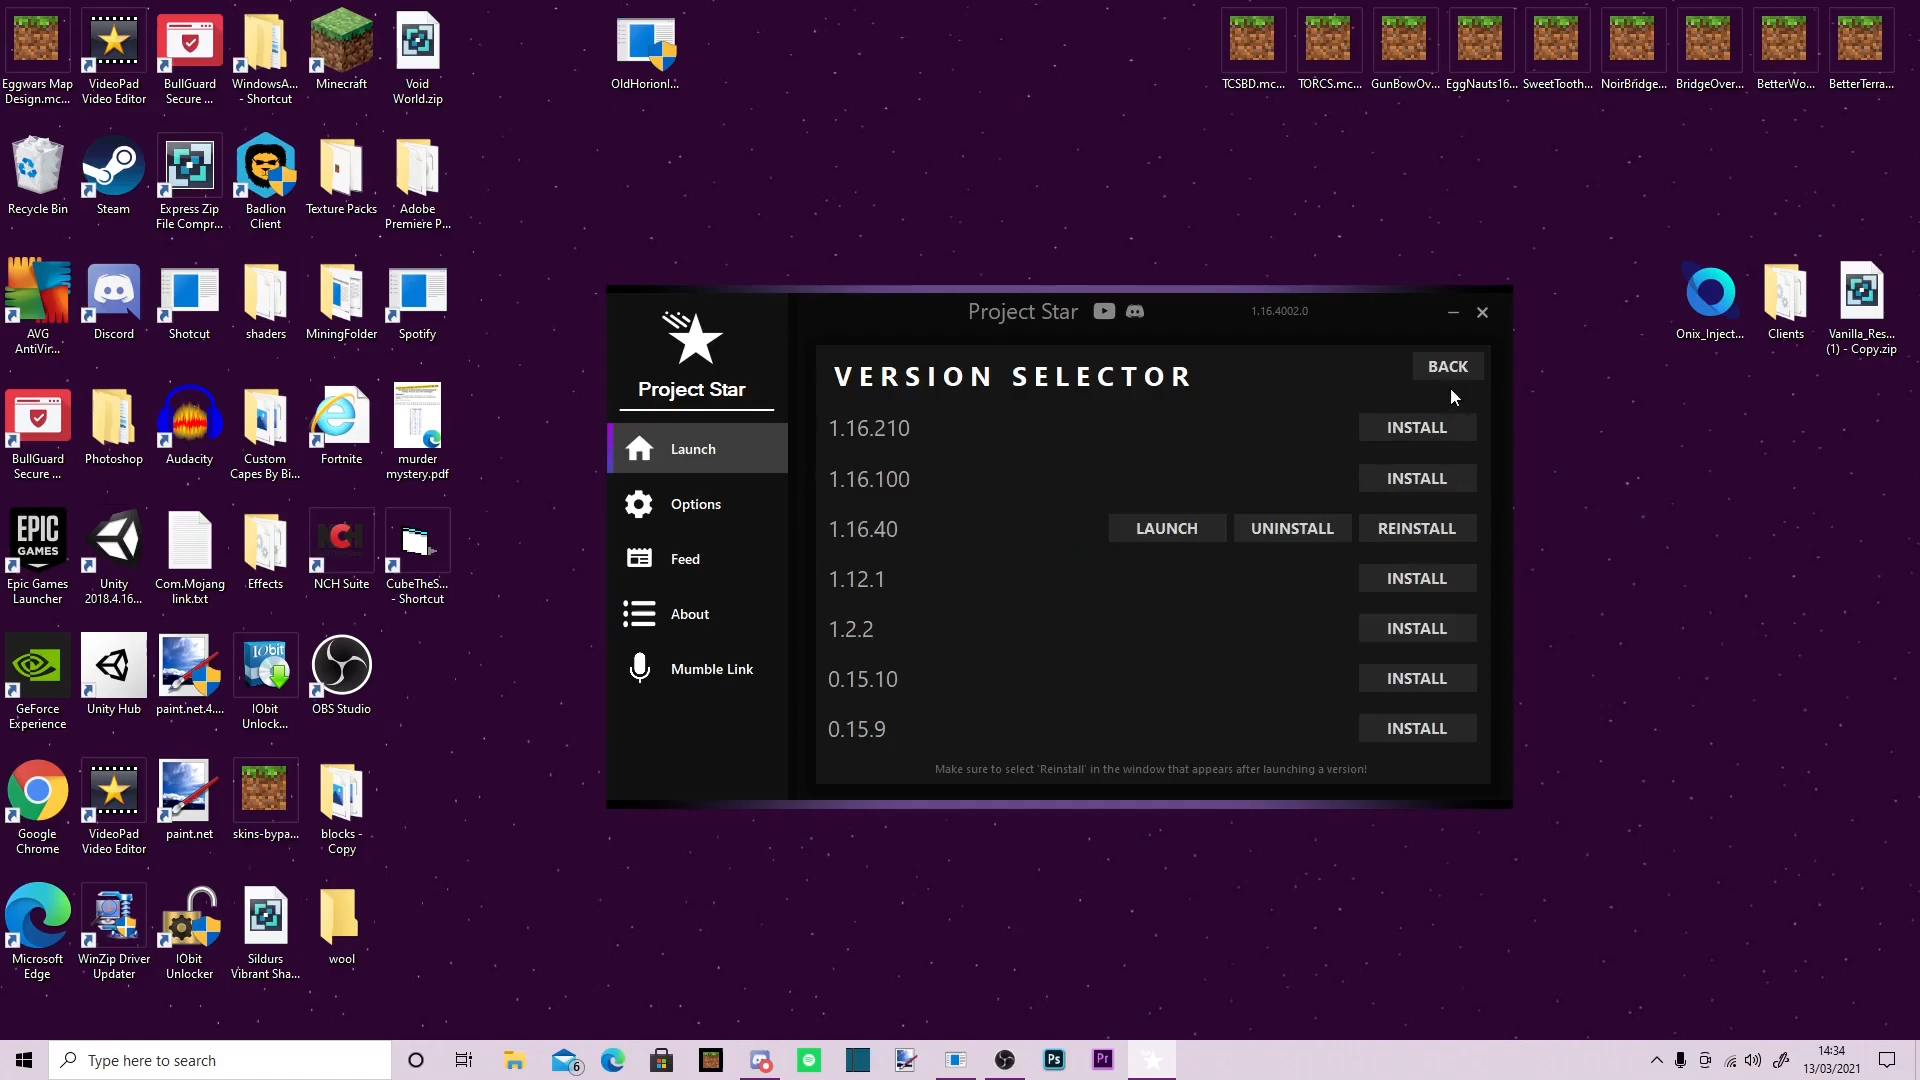 Eggwars Map
Design.mc...
VideoPad
Video Editor
BullGuard
Secure ...
WindowsA...
- Shortcut
Minecraft
Void
World.zip
OldHorionI...
TCSBD.mc...
TORCS.mc...
GunBowOv...
EggNauts16...
SweetTooth...
NoirBridge...
BridgeOver...
BetterWo...
BetterTerra...
Recycle Bin
Steam
Express Zip
File Compr...
Badlion
Client
Texture Packs
Adobe
Premiere P...
AVG
AntiVir...
Discord
Shotcut
shaders
MiningFolder
Spotify
Onix_Inject...
Clients
Vanilla_Res...
(1) - Copy.zip
BullGuard
Secure ...
Photoshop
Audacity
Custom
Capes By Bi...
Fortnite
murder
mystery.pdf
EPIC
GAMES
Epic Games
Launcher
Unity
2018.4.16...
Com.Mojang
link.txt
Effects
NCH
NCH Suite
CubeTheS...
- Shortcut
GeForce
Experience
Unity Hub
paint.net.4....
IObit
IObit
Unlock...
OBS Studio
Google
Chrome
VideoPad
Video Editor
paint.net
skins-bypa...
blocks -
Copy
Microsoft
Edge
WinZip Driver
Updater
IObit
Unlocker
Sildurs
Vibrant Sha...
wool
Project Star
1.16.4002.0
Project Star
Launch
Options
Feed
About
Mumble Link
VERSION SELECTOR
BACK
1.16.210
INSTALL
1.16.100
INSTALL
1.16.40
LAUNCH
UNINSTALL
REINSTALL
1.12.1
INSTALL
1.2.2
INSTALL
0.15.10
INSTALL
0.15.9
INSTALL
Make sure to select 'Reinstall' in the window that appears after launching a version!
Type here to search
6
Ps
Pr
14:34
13/03/2021